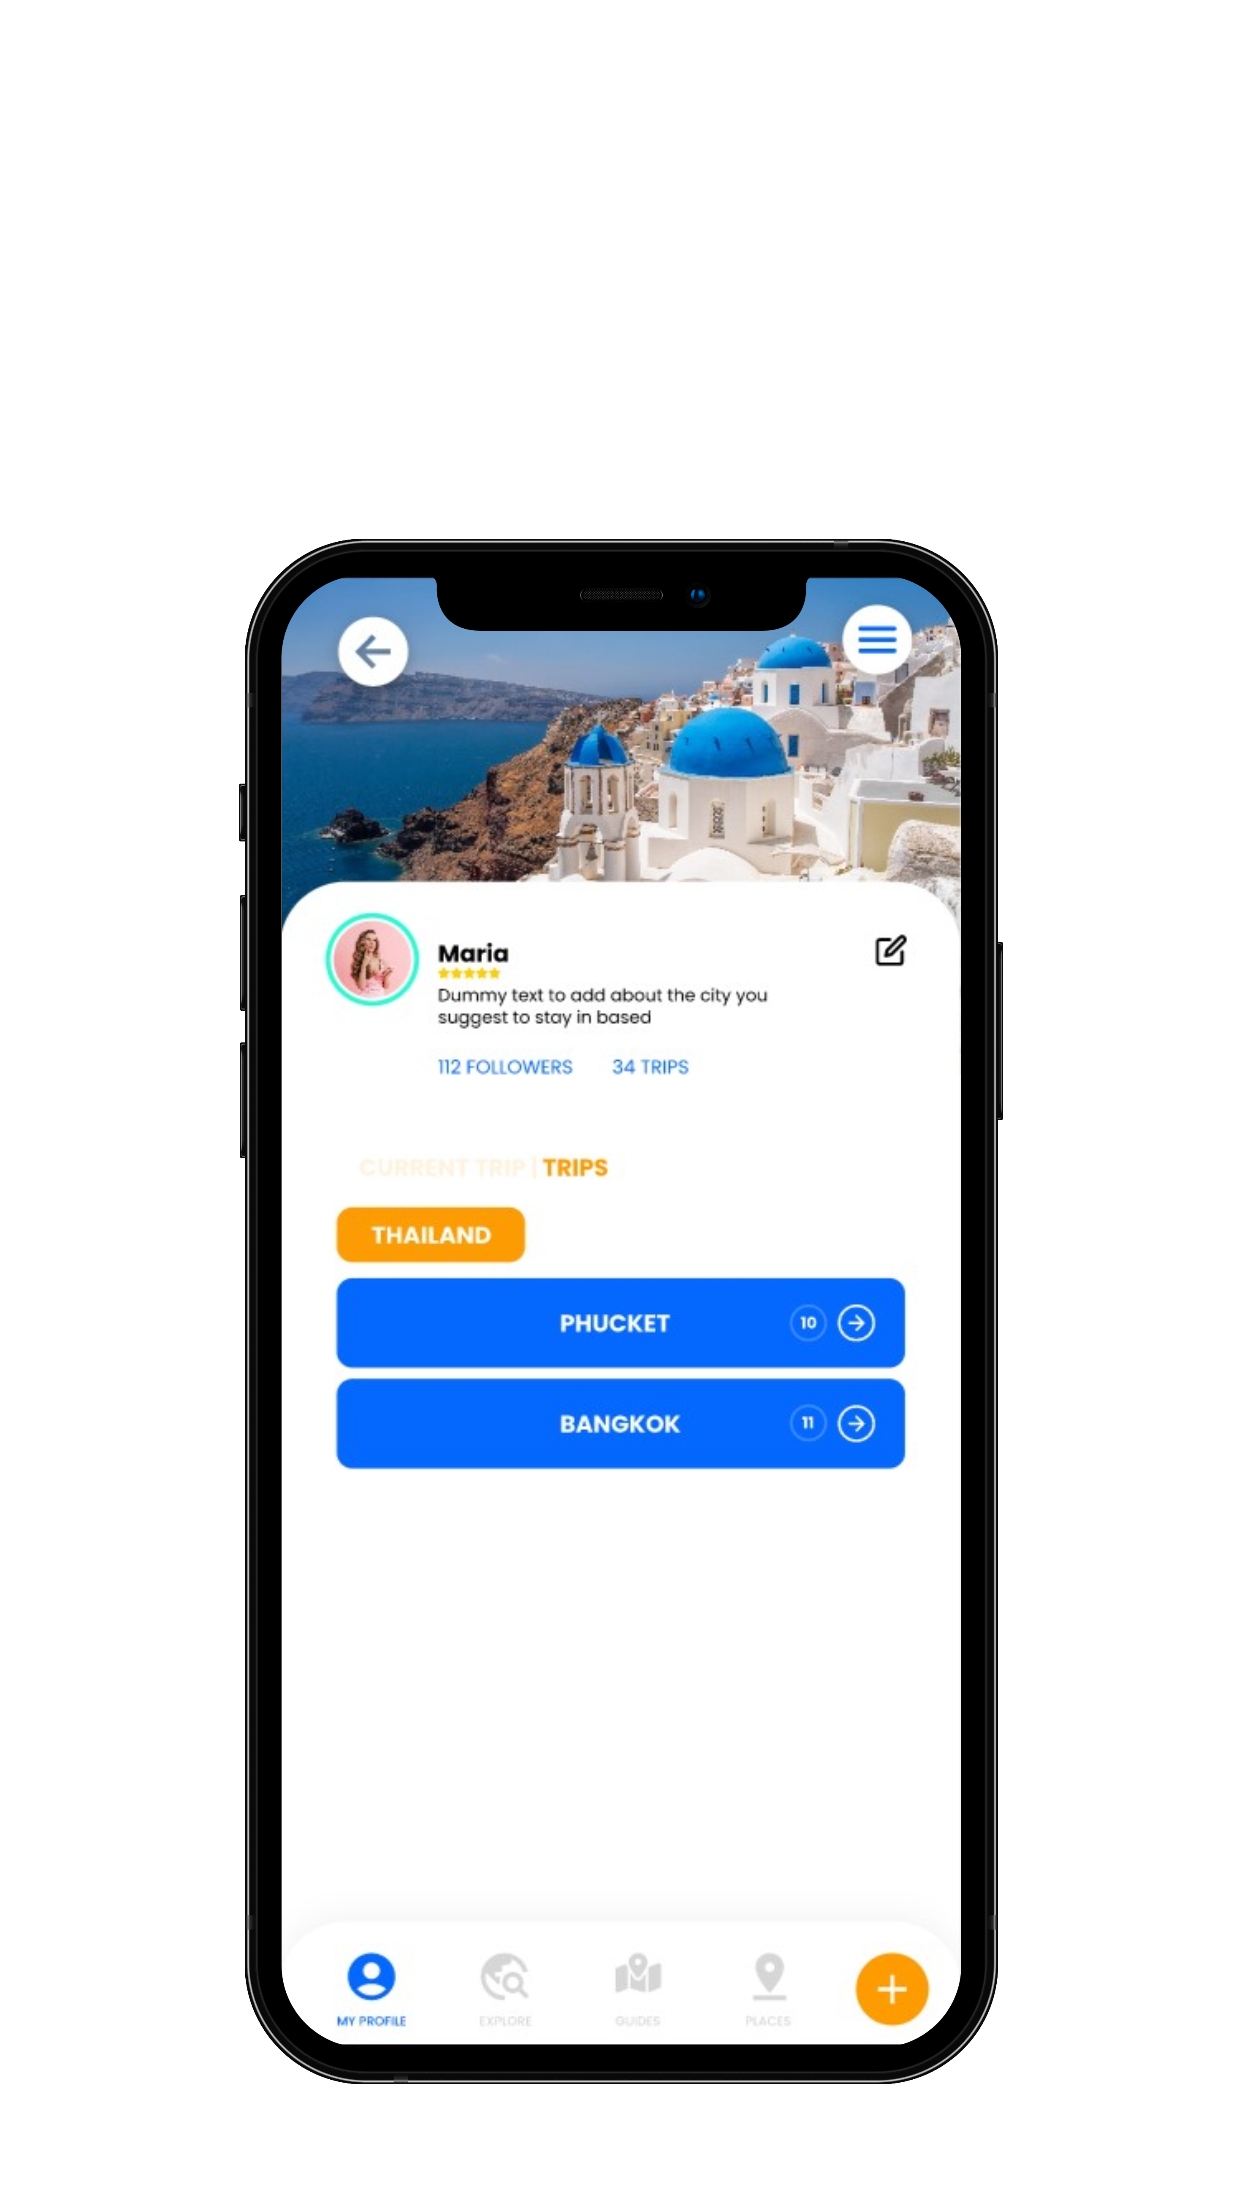 Maria
Dummy text to add about the city you
suggest to stay in based
112 FOLLOWERS 34 TRIPS
CURRENT TRIP | TRIPS
THAILAND
PHUCKET 10
BANGKOK 11
MY PROFILE EXPLORE GUIDES PLACES